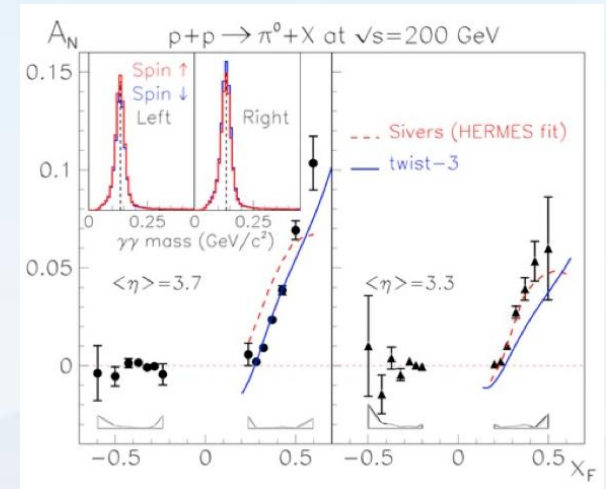 A_N p+p → π⁰+X at √s=200 GeV
0.15
0.1
0.05
0
Spin ↑
Spin ↓
Left
Right
0 0.25 0 0.25
γγ mass (GeV/c²)
<η>=3.7
Sivers (HERMES fit)
twist-3
<η>=3.3
−0.5 0 0.5 −0.5 0 0.5 X_F